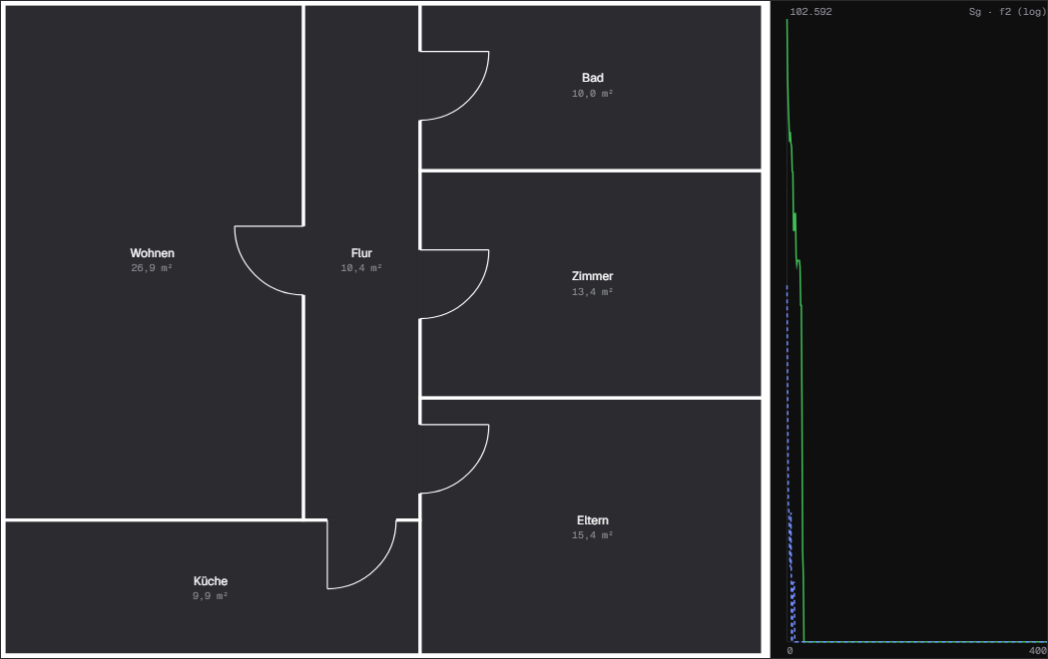 102.592
Sg · f2 (log)
Bad
10,0 m²
Wohnen
26,9 m²
Flur
10,4 m²
Zimmer
13,4 m²
Eltern
15,4 m²
Küche
9,9 m²
0
400